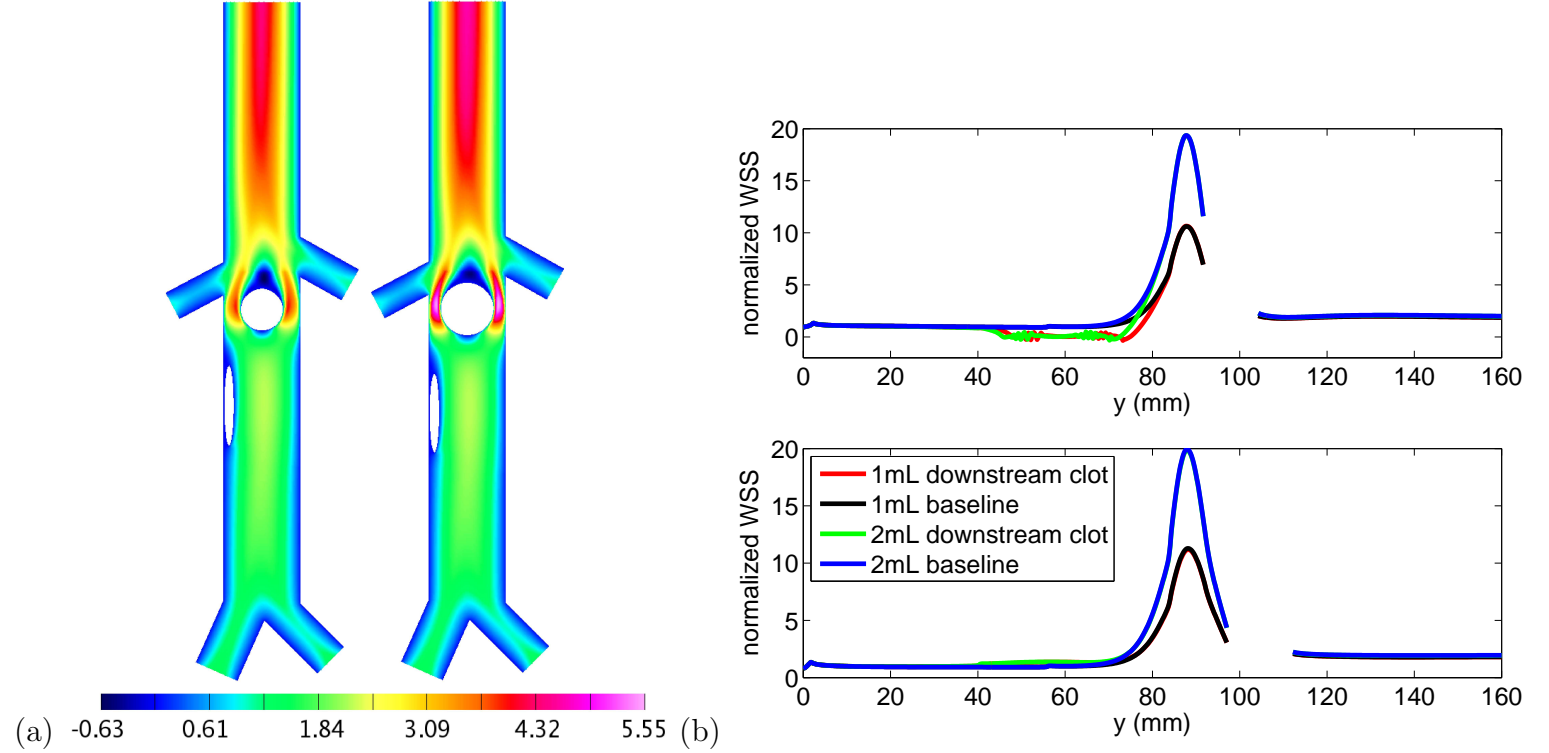 (a)
-0.63 0.61 1.84 3.09 4.32 5.55
(b)
normalized WSS
20
15
10
5
0
0 20 40 60 80 100 120 140 160
y (mm)
normalized WSS
20
15
10
5
0
1mL downstream clot
1mL baseline
2mL downstream clot
2mL baseline
0 20 40 60 80 100 120 140 160
y (mm)